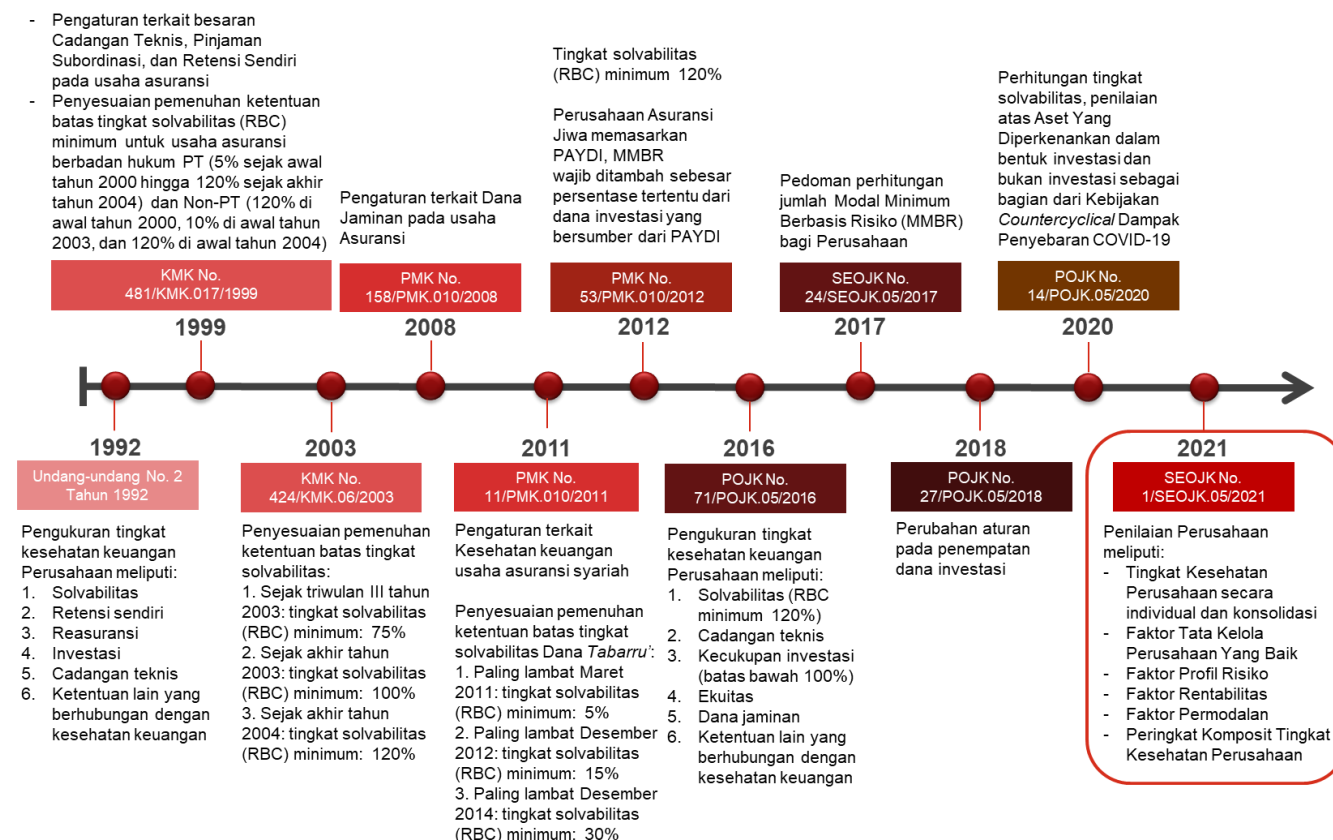 - Pengaturan terkait besaran
Cadangan Teknis, Pinjaman
Subordinasi, dan Retensi Sendiri
pada usaha asuransi
- Penyesuaian pemenuhan ketentuan
batas tingkat solvabilitas (RBC)
minimum untuk usaha asuransi
berbadan hukum PT (5% sejak awal
tahun 2000 hingga 120% sejak akhir
tahun 2004) dan Non-PT (120% di
awal tahun 2000, 10% di awal tahun
2003, dan 120% di awal tahun 2004)
KMK No.
481/KMK.017/1999
1999
Pengaturan terkait Dana
Jaminan pada usaha
Asuransi
PMK No.
158/PMK.010/2008
2008
Tingkat solvabilitas
(RBC) minimum 120%
Perusahaan Asuransi
Jiwa memasarkan
PAYDI, MMBR
wajib ditambah sebesar
persentase tertentu dari
dana investasi yang
bersumber dari PAYDI
PMK No.
53/PMK.010/2012
2012
Pedoman perhitungan
jumlah Modal Minimum
Berbasis Risiko (MMBR)
bagi Perusahaan
SEOJK No.
24/SEOJK.05/2017
2017
Perhitungan tingkat
solvabilitas, penilaian
atas Aset Yang
Diperkenankan dalam
bentuk investasi dan
bukan investasi sebagai
bagian dari Kebijakan
Countercyclical Dampak
Penyebaran COVID-19
POJK No.
14/POJK.05/2020
2020
1992
Undang-undang No. 2
Tahun 1992
Pengukuran tingkat
kesehatan keuangan
Perusahaan meliputi:
1. Solvabilitas
2. Retensi sendiri
3. Reasuransi
4. Investasi
5. Cadangan teknis
6. Ketentuan lain yang
berhubungan dengan
kesehatan keuangan
2003
KMK No.
424/KMK.06/2003
Penyesuaian pemenuhan
ketentuan batas tingkat
solvabilitas:
1. Sejak triwulan III tahun
2003: tingkat solvabilitas
(RBC) minimum: 75%
2. Sejak akhir tahun
2003: tingkat solvabilitas
(RBC) minimum: 100%
3. Sejak akhir tahun
2004: tingkat solvabilitas
(RBC) minimum: 120%
2011
PMK No.
11/PMK.010/2011
Pengaturan terkait
Kesehatan keuangan
usaha asuransi syariah
Penyesuaian pemenuhan
ketentuan batas tingkat
solvabilitas Dana Tabarru':
1. Paling lambat Maret
2011: tingkat solvabilitas
(RBC) minimum: 5%
2. Paling lambat Desember
2012: tingkat solvabilitas
(RBC) minimum: 15%
3. Paling lambat Desember
2014: tingkat solvabilitas
(RBC) minimum: 30%
2016
POJK No.
71/POJK.05/2016
Pengukuran tingkat
kesehatan keuangan
Perusahaan meliputi:
1. Solvabilitas (RBC
minimum 120%)
2. Cadangan teknis
3. Kecukupan investasi
(batas bawah 100%)
4. Ekuitas
5. Dana jaminan
6. Ketentuan lain yang
berhubungan dengan
kesehatan keuangan
2018
POJK No.
27/POJK.05/2018
Perubahan aturan
pada penempatan
dana investasi
2021
SEOJK No.
1/SEOJK.05/2021
Penilaian Perusahaan
meliputi:
- Tingkat Kesehatan
Perusahaan secara
individual dan konsolidasi
- Faktor Tata Kelola
Perusahaan Yang Baik
- Faktor Profil Risiko
- Faktor Rentabilitas
- Faktor Permodalan
- Peringkat Komposit Tingkat
Kesehatan Perusahaan